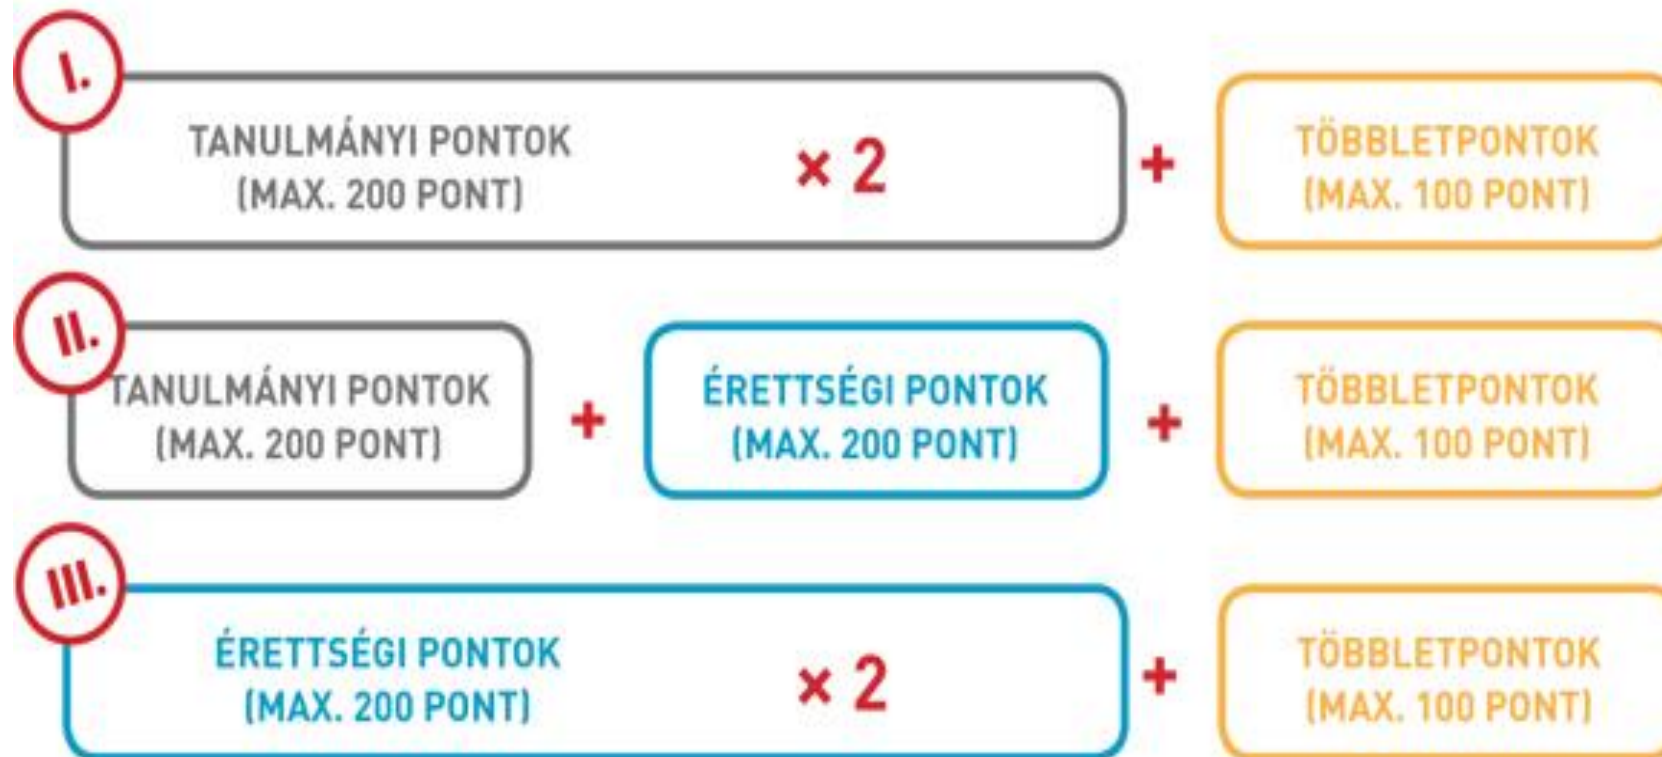 I.
TANULMÁNYI PONTOK
(MAX. 200 PONT)
× 2
+
TÖBBLETPONTOK
(MAX. 100 PONT)
II.
TANULMÁNYI PONTOK
(MAX. 200 PONT)
+
ÉRETTSÉGI PONTOK
(MAX. 200 PONT)
+
TÖBBLETPONTOK
(MAX. 100 PONT)
III.
ÉRETTSÉGI PONTOK
(MAX. 200 PONT)
× 2
+
TÖBBLETPONTOK
(MAX. 100 PONT)